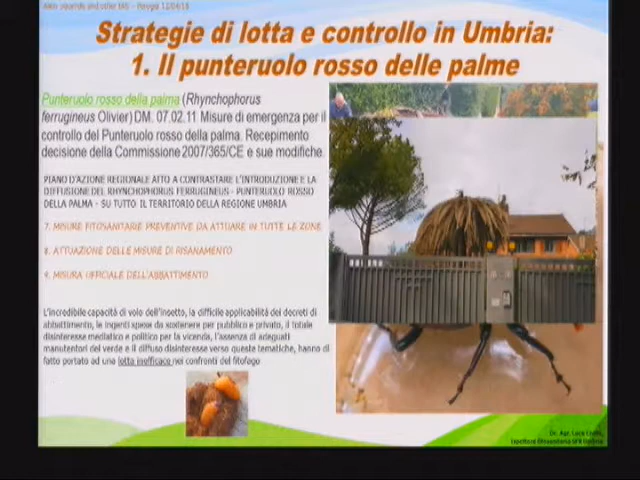 Strategie di lotta e controllo in Umbria:
1. Il punteruolo rosso delle palme
Punteruolo rosso della palma (Rhynchophorus
ferrugineus Olivier) DM. 07.02.11 Misure di emergenza per il
controllo del Punteruolo rosso della palma. Recepimento
decisione della Commissione 2007/365/CE e sue modifiche.
PIANO D'AZIONE REGIONALE ATTO A CONTRASTARE L'INTRODUZIONE E LA
DIFFUSIONE DEL RHYNCHOPHORUS FERRUGINEUS - PUNTERUOLO ROSSO
DELLA PALMA - SU TUTTO IL TERRITORIO DELLA REGIONE UMBRIA
7. MISURE FITOSANITARIE PREVENTIVE DA ATTUARE IN TUTTE LE ZONE
8. ATTUAZIONE DELLE MISURE DI RISANAMENTO
9. MISURA UFFICIALE DELL'ABBATTIMENTO
L'incredibile capacità di volo dell'insetto, la difficile applicabilità dei decreti di
abbattimento, le ingenti spese da sostenere per pubblico e privato, il totale
disinteresse mediatico e politico per la vicenda, l'assenza di adeguati
manutentori del verde e il diffuso disinteresse verso queste tematiche, hanno di
fatto portato ad una lotta inefficace nei confronti del fitofago
Dr. Agr. Luca